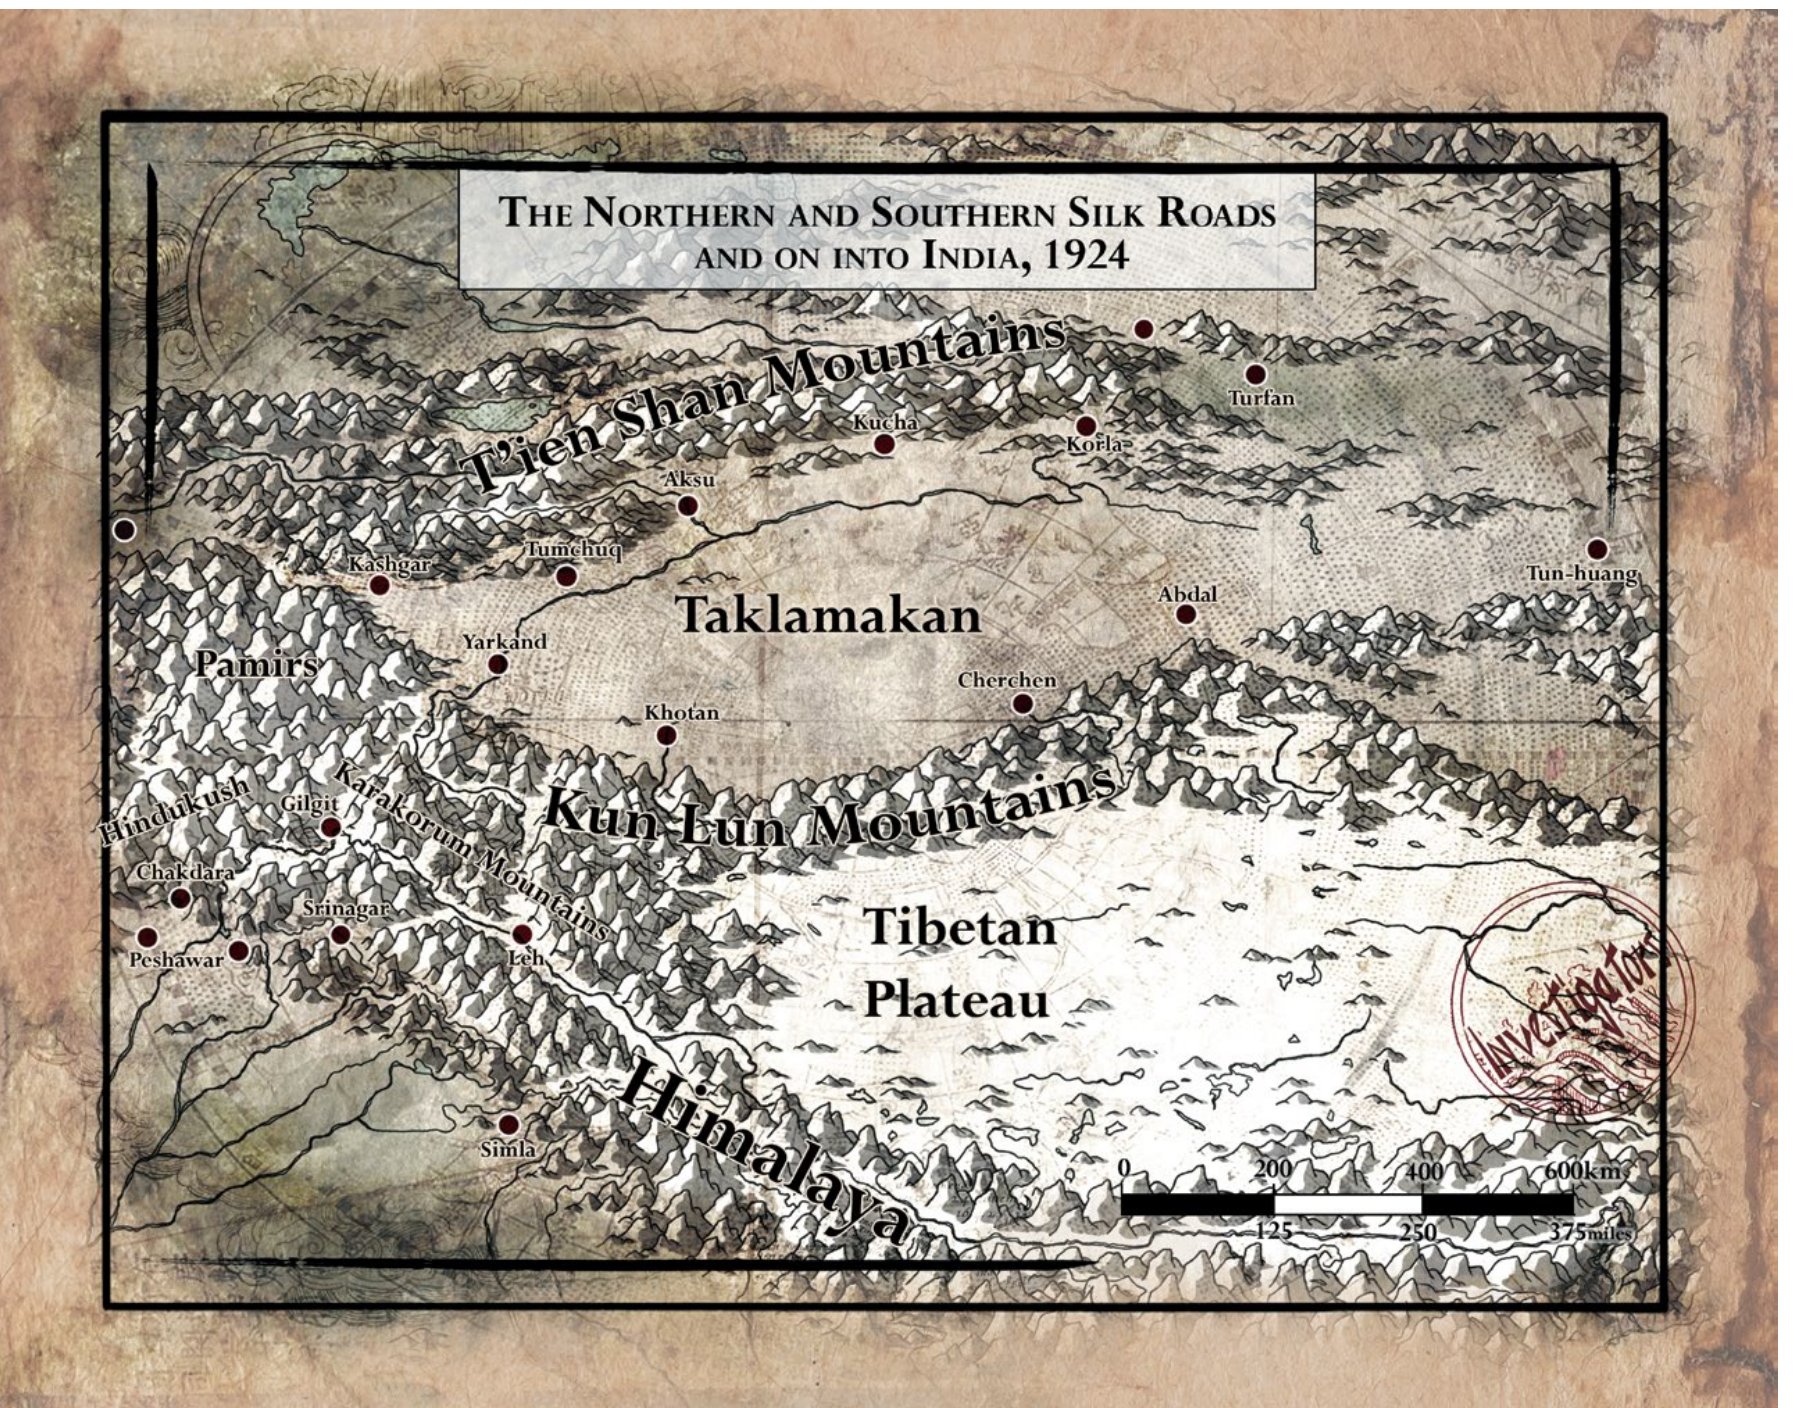 The Northern and Southern Silk Roads
and on into India, 1924
T'ien Shan Mountains
Turfan
Kucha
Korla
Aksu
Tumchuq
Kashgar
Tun-huang
Taklamakan
Abdal
Yarkand
Pamirs
Cherchen
Khotan
Hindukush
Karakorum Mountains
Gilgit
Kun Lun Mountains
Chakdara
Srinagar
Peshawar
Leh
Tibetan
Plateau
Investigator
Himalaya
Simla
0 200 400 600km
125 250 375miles